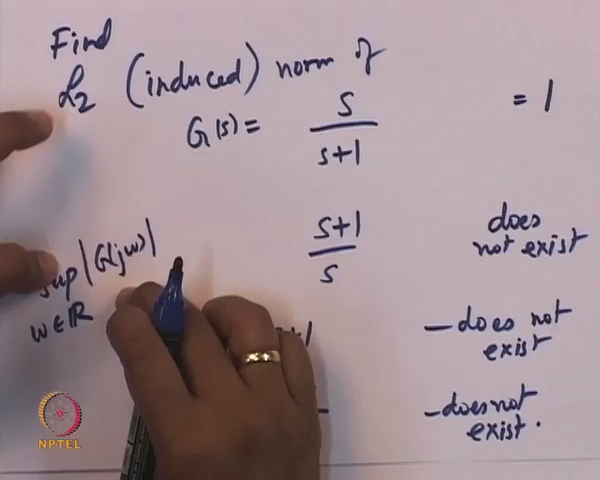 Find
L2 (induced) norm of
G(s) = s/(s+1) = 1
(s+1)/s does not exist
sup |G(jω)|
ω∈ℝ
– does not exist
– does not exist.
NPTEL